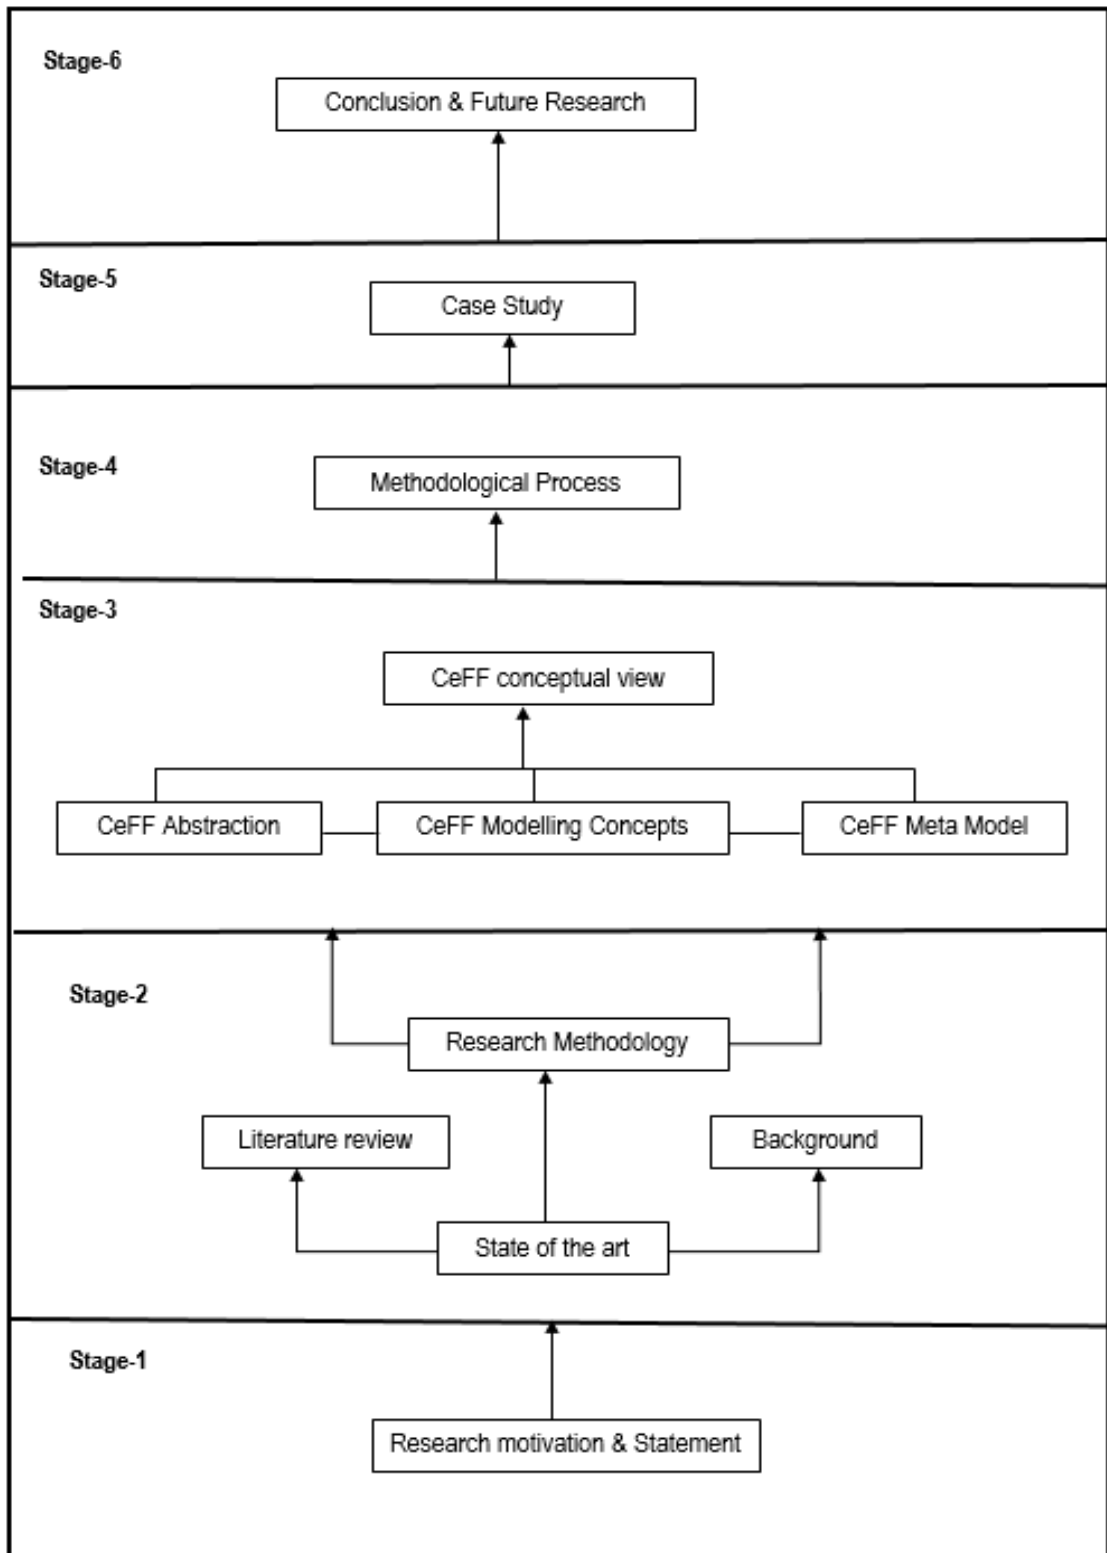 Stage-6
Conclusion & Future Research
Stage-5
Case Study
Stage-4
Methodological Process
Stage-3
CeFF conceptual view
CeFF Abstraction
CeFF Modelling Concepts
CeFF Meta Model
Stage-2
Research Methodology
Literature review
Background
State of the art
Stage-1
Research motivation & Statement